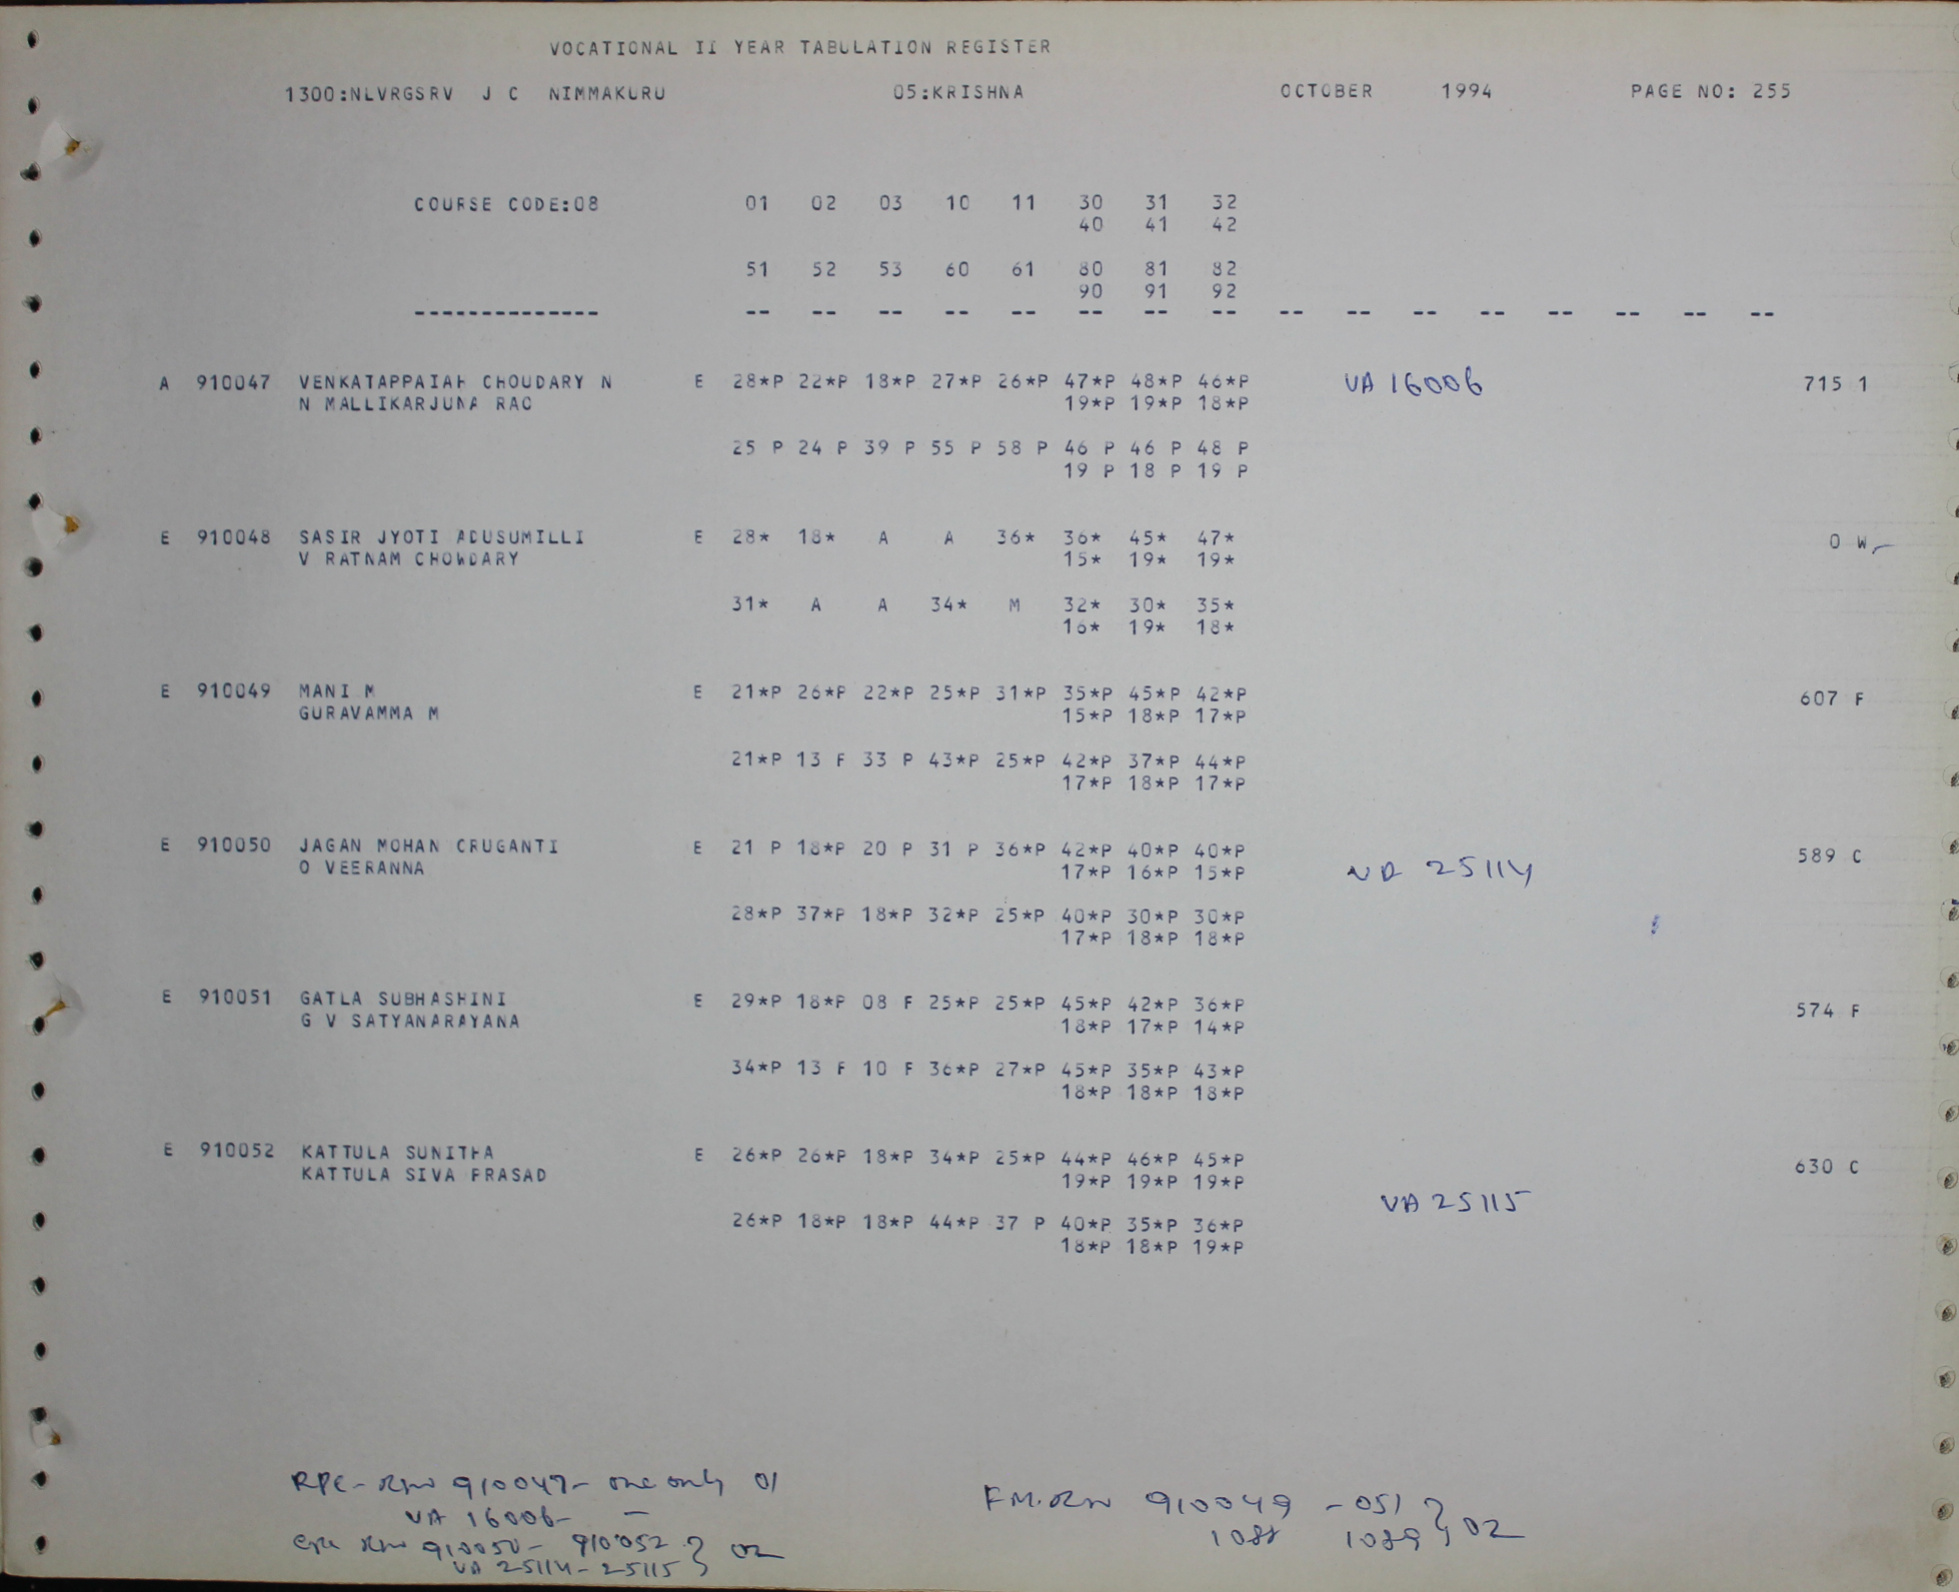 VOCATIONAL II YEAR TABULATION REGISTER
1300:NLVRGSRV J C NIMMAKURU 05:KRISHNA OCTOBER 1994 PAGE NO: 255
COURSE CODE:08 01 02 03 10 11 30 31 32
40 41 42
51 52 53 60 61 80 81 82
90 91 92
-------------- -- -- -- -- -- -- -- -- -- -- -- -- -- -- -- --
A 910047 VENKATAPPAIAH CHOUDARY N E 28*P 22*P 18*P 27*P 26*P 47*P 48*P 46*P VA 16006 715 1
N MALLIKARJUNA RAO 19*P 19*P 18*P
25 P 24 P 39 P 55 P 58 P 46 P 46 P 48 P
19 P 18 P 19 P
E 910048 SASIR JYOTI ADUSUMILLI E 28* 18* A A 36* 36* 45* 47* 0 W
V RATNAM CHOWDARY 15* 19* 19*
31* A A 34* M 32* 30* 35*
16* 19* 18*
E 910049 MANI M E 21*P 26*P 22*P 25*P 31*P 35*P 45*P 42*P 607 F
GURAVAMMA M 15*P 18*P 17*P
21*P 13 F 33 P 43*P 25*P 42*P 37*P 44*P
17*P 18*P 17*P
E 910050 JAGAN MOHAN CRUGANTI E 21 P 18*P 20 P 31 P 36*P 42*P 40*P 40*P VA 25114 589 C
O VEERANNA 17*P 16*P 15*P
28*P 37*P 18*P 32*P 25*P 40*P 30*P 30*P
17*P 18*P 18*P
E 910051 GATLA SUBHASHINI E 29*P 18*P 08 F 25*P 25*P 45*P 42*P 36*P 574 F
G V SATYANARAYANA 18*P 17*P 14*P
34*P 13 F 10 F 36*P 27*P 45*P 35*P 43*P
18*P 18*P 18*P
E 910052 KATTULA SUNITHA E 26*P 26*P 18*P 34*P 25*P 44*P 46*P 45*P 630 C
KATTULA SIVA PRASAD 19*P 19*P 19*P
VA 25115
26*P 18*P 18*P 44*P 37 P 40*P 35*P 36*P
18*P 18*P 19*P
910047 - one only 01
VA 16006 -
910050 - 910052 } 02
VA 25114 - 25115
FM. 910049 - 051 } 02
1088 1089